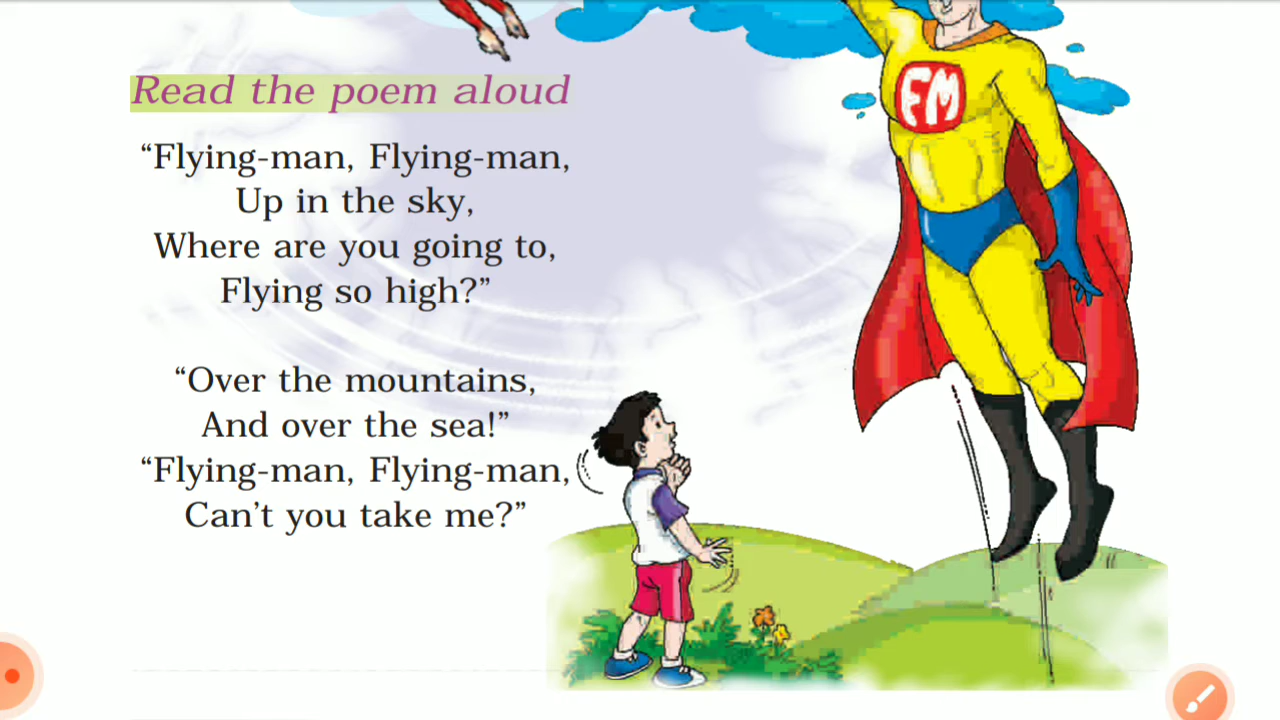 Read the poem aloud
“Flying-man, Flying-man,
Up in the sky,
Where are you going to,
Flying so high?”
“Over the mountains,
And over the sea!”
“Flying-man, Flying-man,
Can’t you take me?”
FM